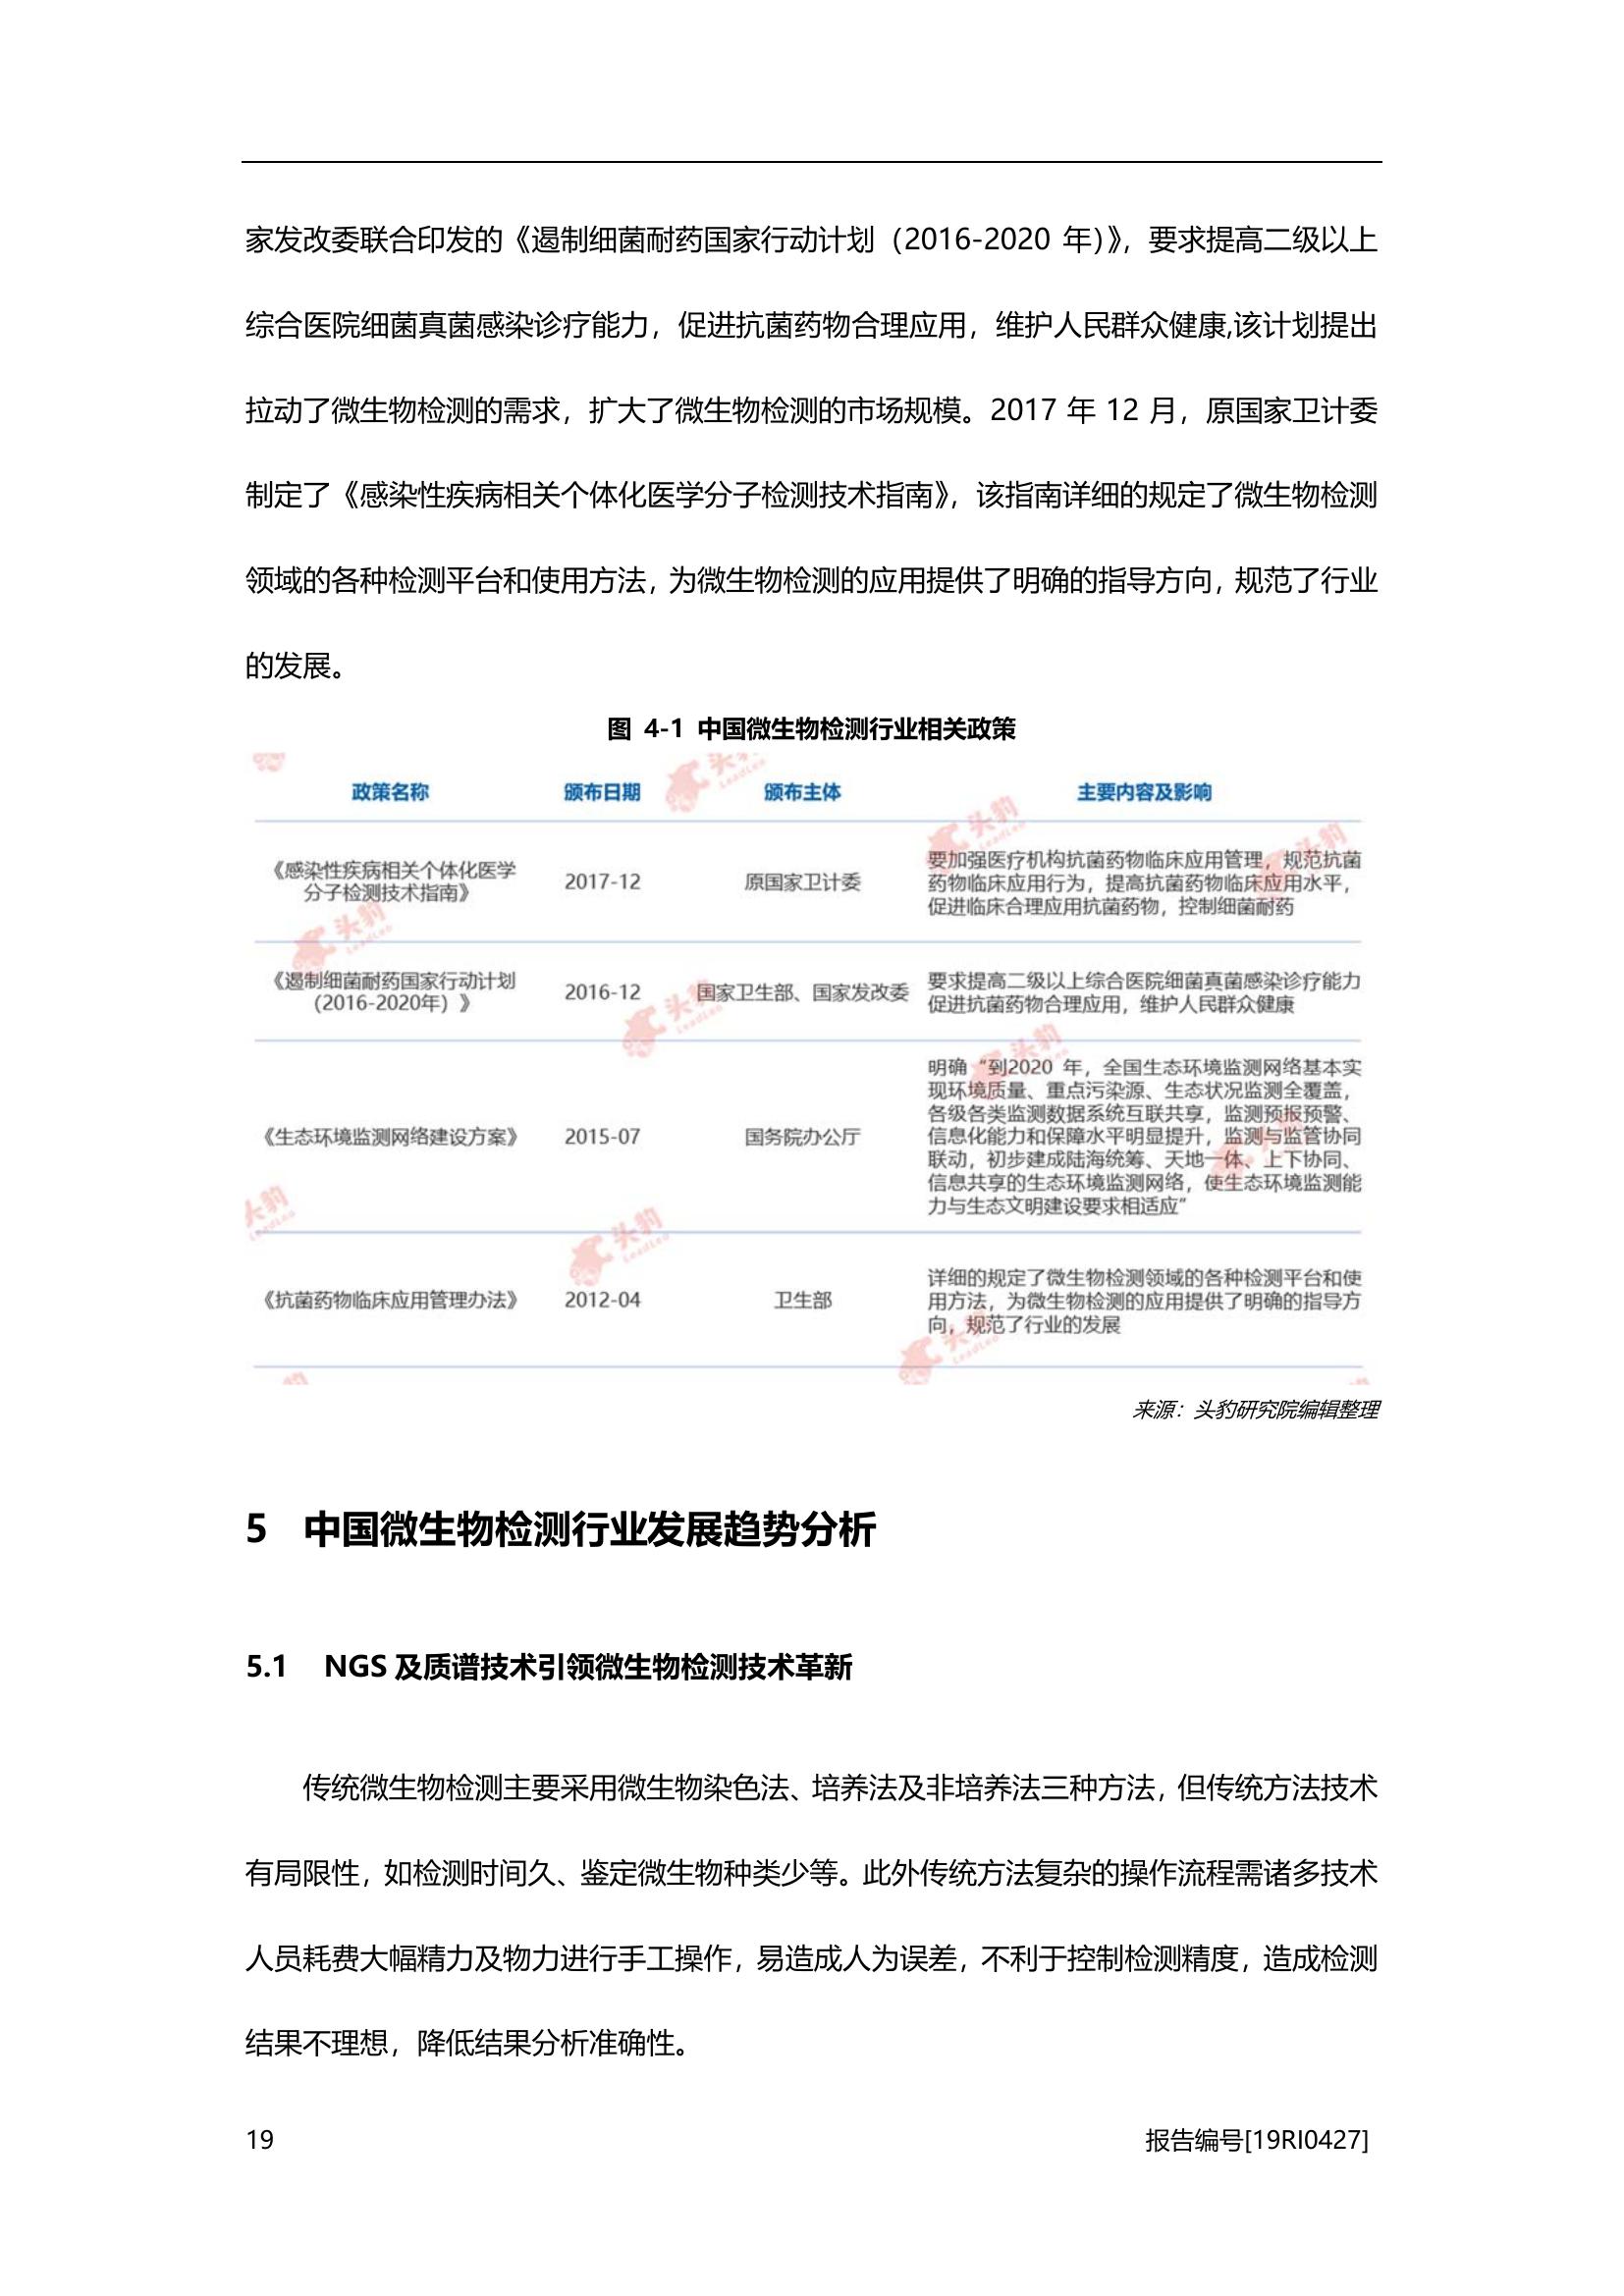 家发改委联合印发的《遏制细菌耐药国家行动计划（2016-2020 年）》，要求提高二级以上
综合医院细菌真菌感染诊疗能力，促进抗菌药物合理应用，维护人民群众健康,该计划提出
拉动了微生物检测的需求，扩大了微生物检测的市场规模。2017 年 12 月，原国家卫计委
制定了《感染性疾病相关个体化医学分子检测技术指南》，该指南详细的规定了微生物检测
领域的各种检测平台和使用方法，为微生物检测的应用提供了明确的指导方向，规范了行业
的发展。
图 4-1 中国微生物检测行业相关政策
政策名称 颁布日期 颁布主体 主要内容及影响
《感染性疾病相关个体化医学
分子检测技术指南》
2017-12
原国家卫计委
要加强医疗机构抗菌药物临床应用管理，规范抗菌
药物临床应用行为，提高抗菌药物临床应用水平，
促进临床合理应用抗菌药物，控制细菌耐药
《遏制细菌耐药国家行动计划
（2016-2020年）》
2016-12
国家卫生部、国家发改委
要求提高二级以上综合医院细菌真菌感染诊疗能力
促进抗菌药物合理应用，维护人民群众健康
《生态环境监测网络建设方案》
2015-07
国务院办公厅
明确“到2020 年，全国生态环境监测网络基本实
现环境质量、重点污染源、生态状况监测全覆盖，
各级各类监测数据系统互联共享，监测预报预警、
信息化能力和保障水平明显提升，监测与监管协同
联动，初步建成陆海统筹、天地一体、上下协同、
信息共享的生态环境监测网络，使生态环境监测能
力与生态文明建设要求相适应”
《抗菌药物临床应用管理办法》
2012-04
卫生部
详细的规定了微生物检测领域的各种检测平台和使
用方法，为微生物检测的应用提供了明确的指导方
向，规范了行业的发展
来源：头豹研究院编辑整理
5 中国微生物检测行业发展趋势分析
5.1 NGS 及质谱技术引领微生物检测技术革新
传统微生物检测主要采用微生物染色法、培养法及非培养法三种方法，但传统方法技术
有局限性，如检测时间久、鉴定微生物种类少等。此外传统方法复杂的操作流程需诸多技术
人员耗费大幅精力及物力进行手工操作，易造成人为误差，不利于控制检测精度，造成检测
结果不理想，降低结果分析准确性。
19 报告编号[19RI0427]